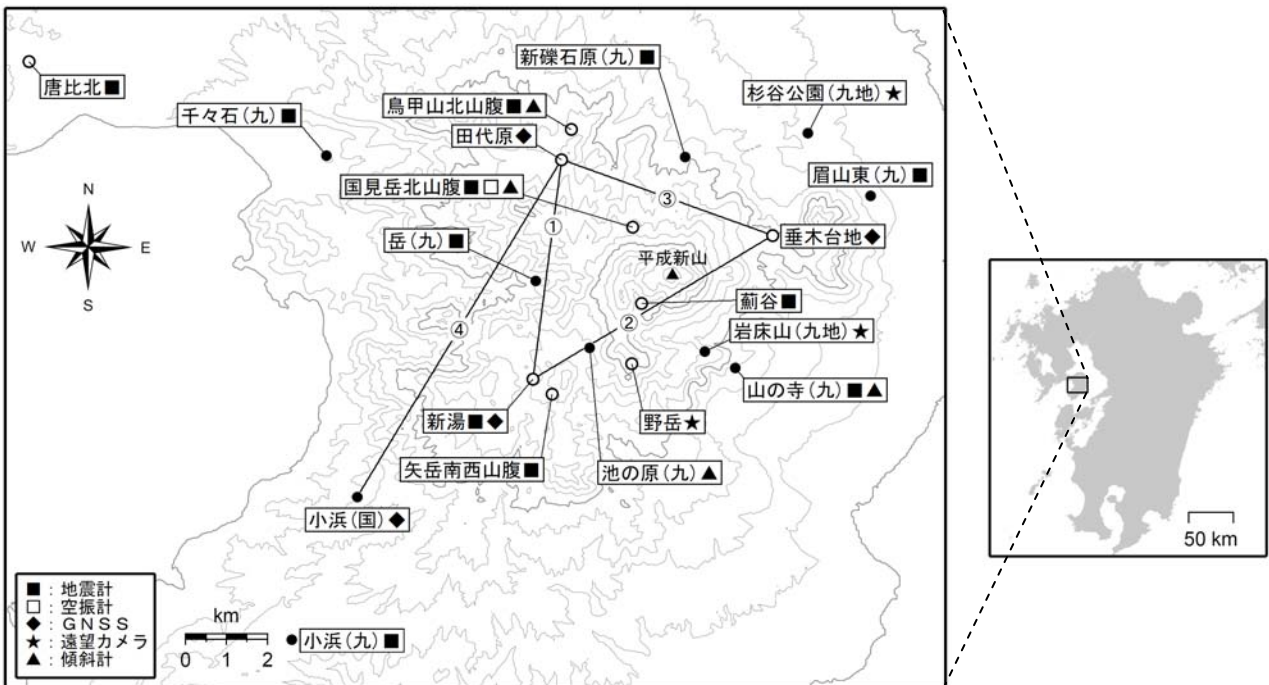 新礫石原(九)■
唐比北■
杉谷公園(九地)★
鳥甲山北山腹■▲
千々石(九)■
田代原◆
眉山東(九)■
国見岳北山腹■□▲
N
W
E
S
③
①
垂木台地◆
岳(九)■
平成新山
▲
薊谷■
②
岩床山(九地)★
④
山の寺(九)■▲
新湯■◆
野岳★
矢岳南西山腹■
池の原(九)▲
小浜(国)◆
■:地震計
□:空振計
◆:GNSS
★:遠望カメラ
▲:傾斜計
km
0 1 2
小浜(九)■
50 km